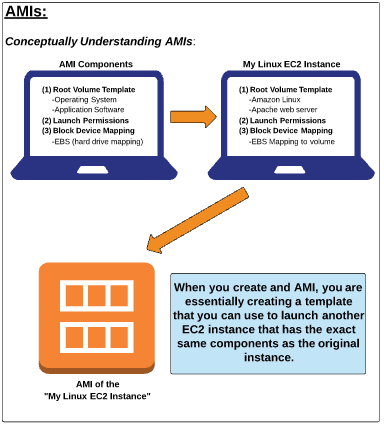 AMIs:
Conceptually Understanding AMIs:
AMI Components
(1) Root Volume Template
-Operating System
-Application Software
(2) Launch Permissions
(3) Block Device Mapping
-EBS (hard drive mapping)
My Linux EC2 Instance
(1) Root Volume Template
-Amazon Linux
-Apache web server
(2) Launch Permissions
(3) Block Device Mapping
-EBS Mapping to volume
When you create and AMI, you are
essentially creating a template
that you can use to launch another
EC2 instance that has the exact
same components as the original
instance.
AMI of the
"My Linux EC2 Instance"